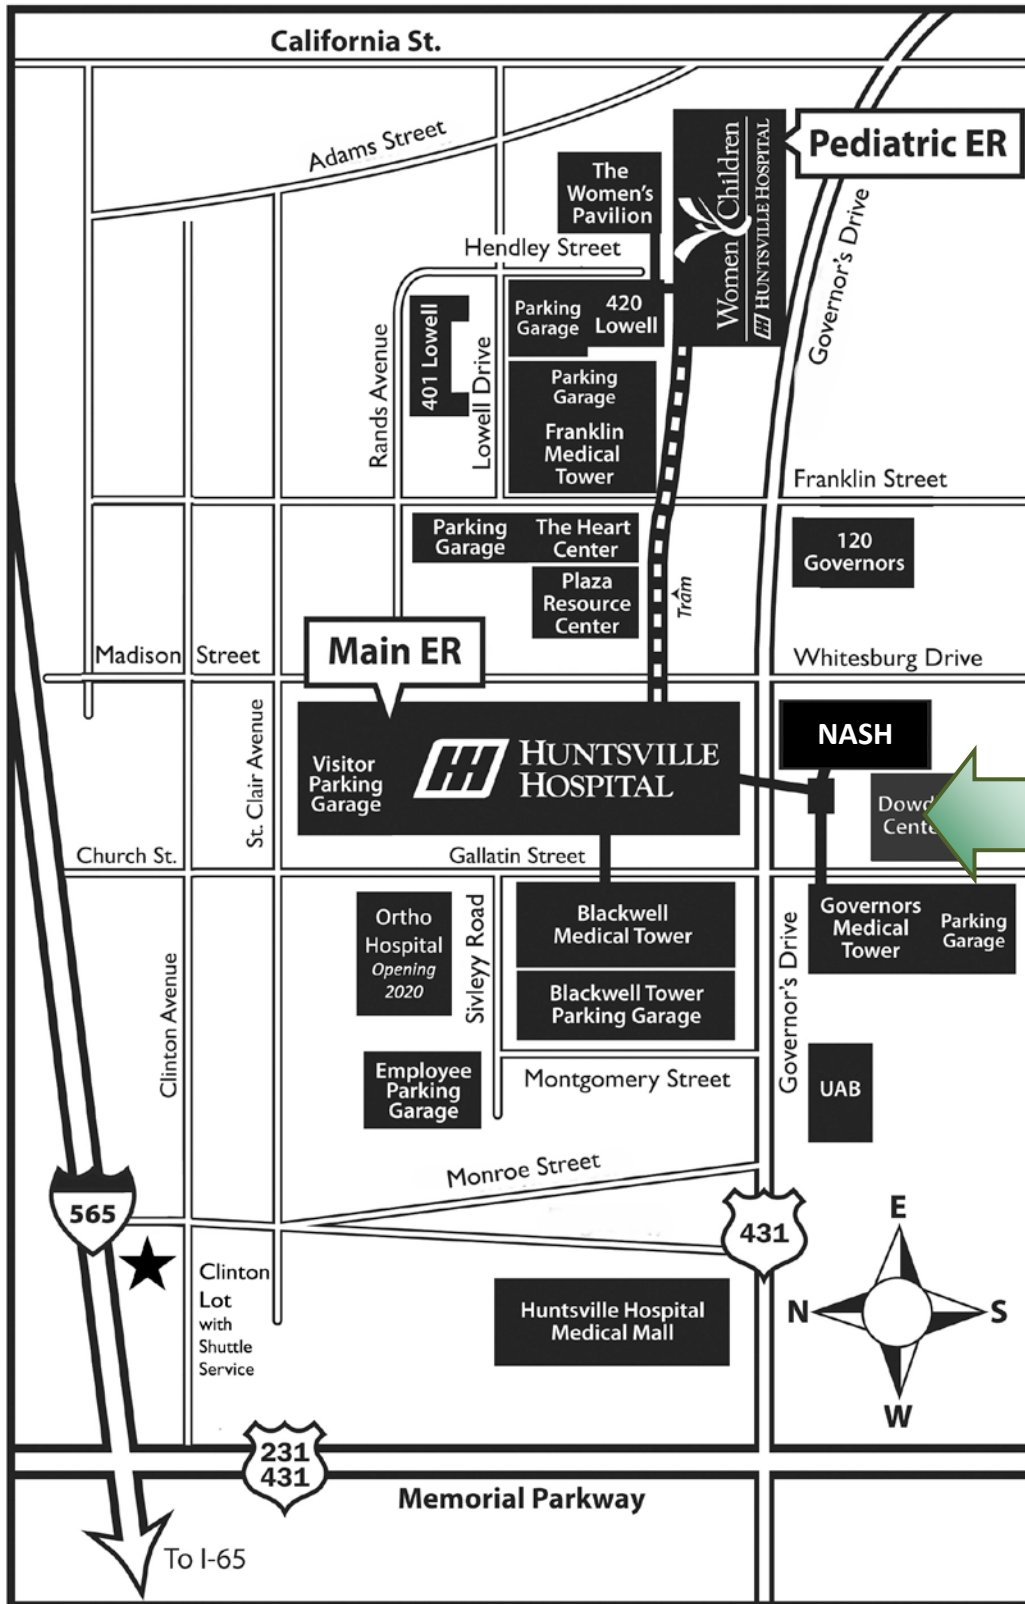 California St.
Adams Street
Pediatric ER
The
Women's
Pavilion
Women & Children
HUNTSVILLE HOSPITAL
Governor's Drive
Hendley Street
Parking
Garage
420
Lowell
401 Lowell
Rands Avenue
Lowell Drive
Parking
Garage
Franklin
Medical
Tower
Franklin Street
Parking
Garage
The Heart
Center
120
Governors
Plaza
Resource
Center
Tram
Main ER
Madison Street
Whitesburg Drive
St. Clair Avenue
Visitor
Parking
Garage
HUNTSVILLE
HOSPITAL
NASH
Church St.
Gallatin Street
Ortho
Hospital
Opening
2020
Sivleyy Road
Blackwell
Medical Tower
Governors
Medical
Tower
Parking
Garage
Clinton Avenue
Blackwell Tower
Parking Garage
Governor's Drive
Employee
Parking
Garage
Montgomery Street
UAB
Monroe Street
565
431
E
N
S
W
Clinton
Lot
with
Shuttle
Service
Huntsville Hospital
Medical Mall
231
431
Memorial Parkway
To I-65